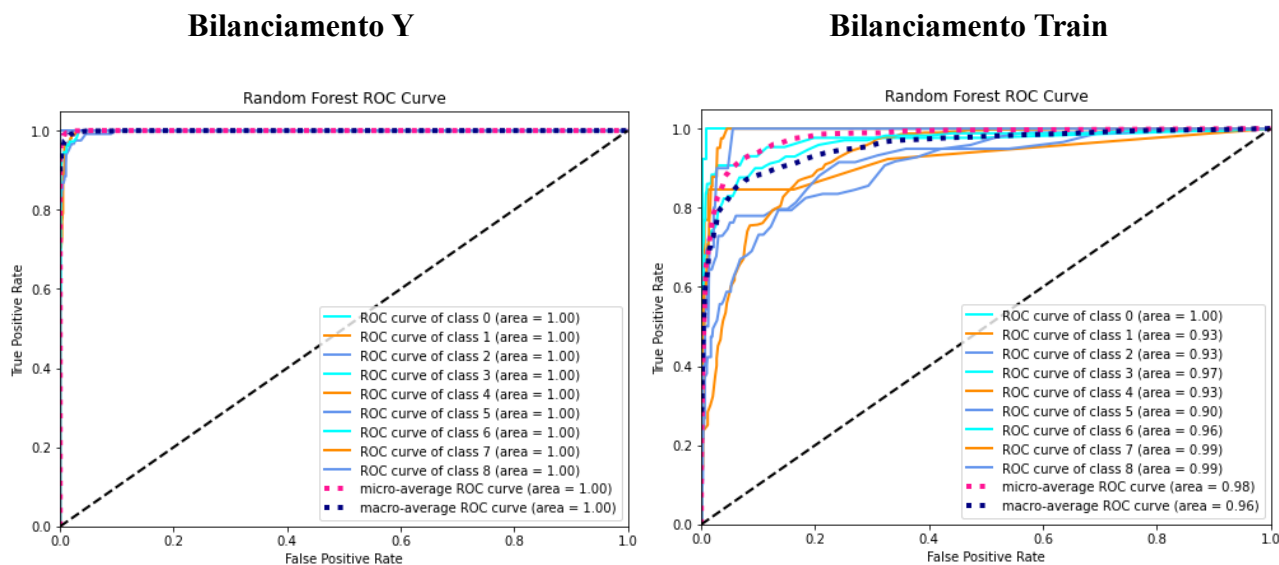 Bilanciamento Y
Bilanciamento Train
Random Forest ROC Curve
True Positive Rate
1.0
0.8
0.6
0.4
0.2
0.0
ROC curve of class 0 (area = 1.00)
ROC curve of class 1 (area = 1.00)
ROC curve of class 2 (area = 1.00)
ROC curve of class 3 (area = 1.00)
ROC curve of class 4 (area = 1.00)
ROC curve of class 5 (area = 1.00)
ROC curve of class 6 (area = 1.00)
ROC curve of class 7 (area = 1.00)
ROC curve of class 8 (area = 1.00)
micro-average ROC curve (area = 1.00)
macro-average ROC curve (area = 1.00)
0.0 0.2 0.4 0.6 0.8 1.0
False Positive Rate
Random Forest ROC Curve
True Positive Rate
1.0
0.8
0.6
0.4
0.2
0.0
ROC curve of class 0 (area = 1.00)
ROC curve of class 1 (area = 0.93)
ROC curve of class 2 (area = 0.93)
ROC curve of class 3 (area = 0.97)
ROC curve of class 4 (area = 0.93)
ROC curve of class 5 (area = 0.90)
ROC curve of class 6 (area = 0.96)
ROC curve of class 7 (area = 0.99)
ROC curve of class 8 (area = 0.99)
micro-average ROC curve (area = 0.98)
macro-average ROC curve (area = 0.96)
0.0 0.2 0.4 0.6 0.8 1.0
False Positive Rate